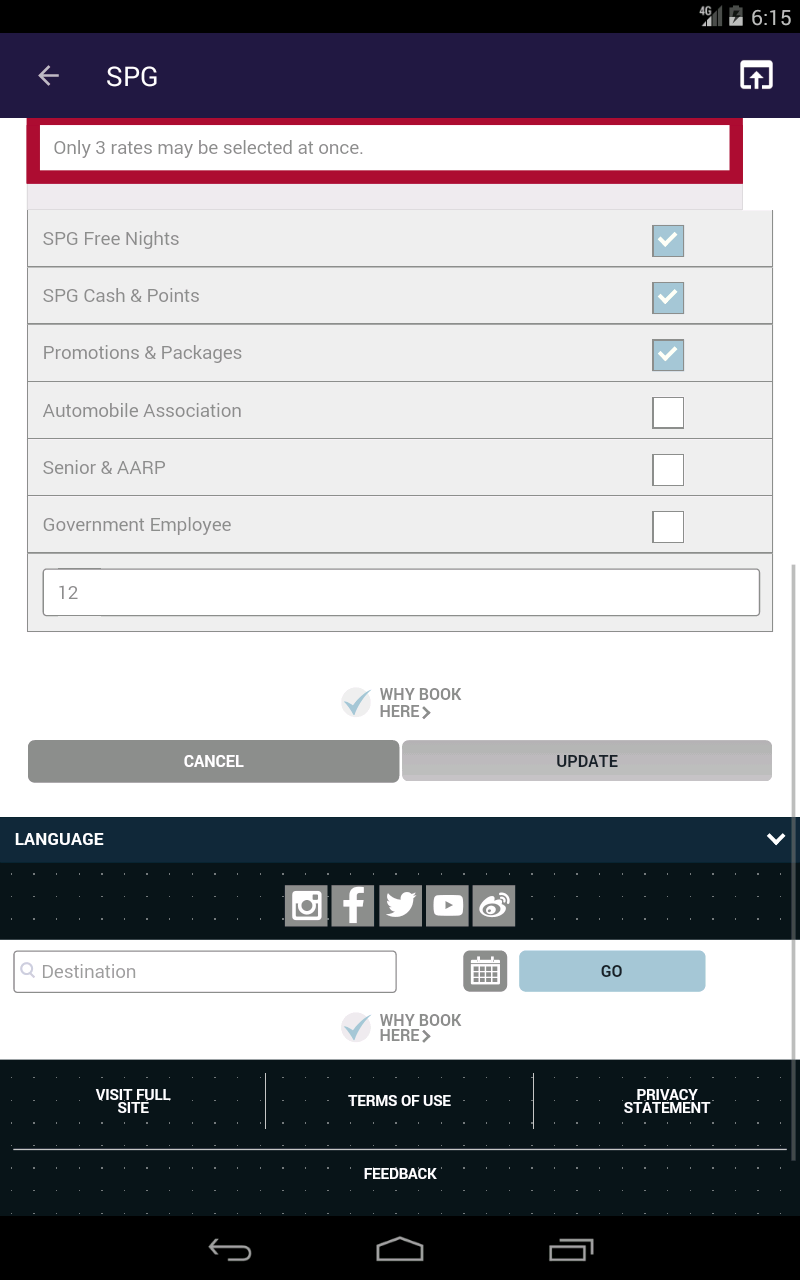 4G 6:15
SPG
Only 3 rates may be selected at once.
SPG Free Nights
SPG Cash & Points
Promotions & Packages
Automobile Association
Senior & AARP
Government Employee
12
WHY BOOK
HERE
CANCEL
UPDATE
LANGUAGE
Destination
GO
WHY BOOK
HERE
VISIT FULL
SITE
TERMS OF USE
PRIVACY
STATEMENT
FEEDBACK